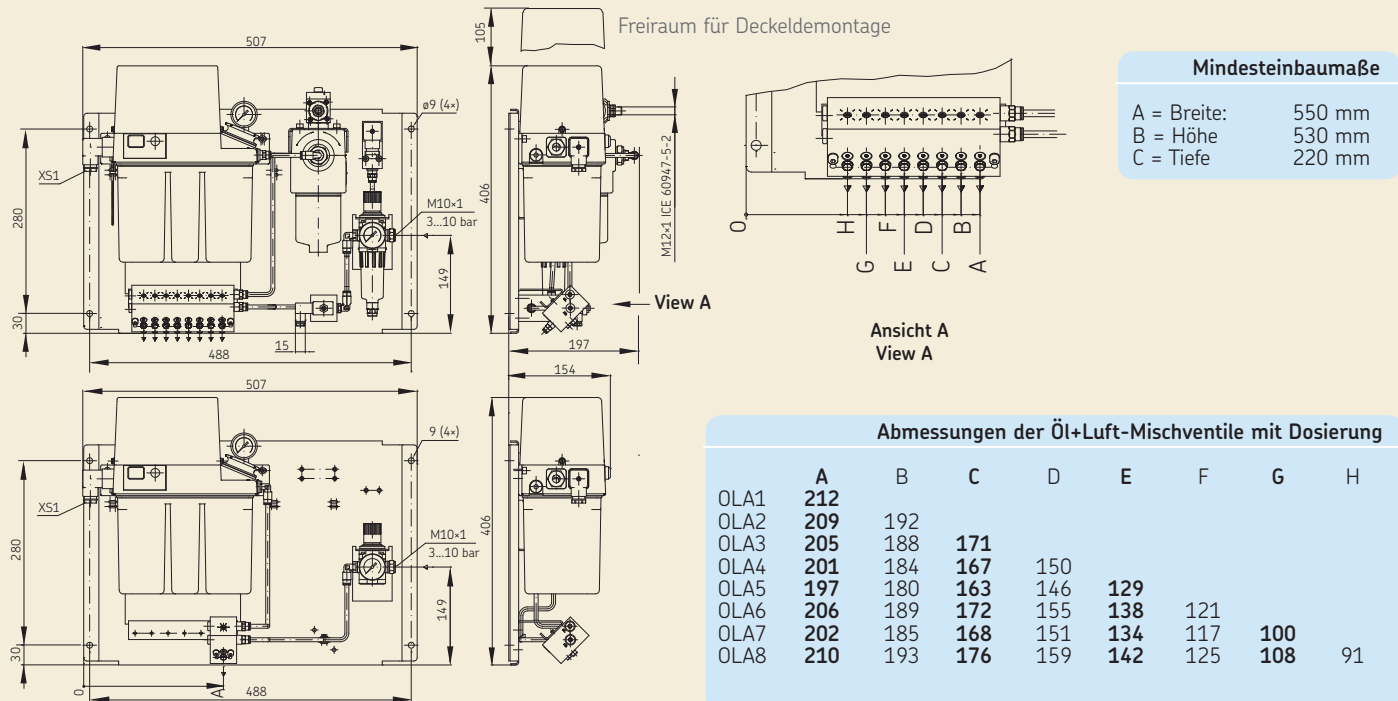 Freiraum für Deckeldemontage
507
105
ø9 (4×)
XS1
280
30
M10×1
3...10 bar
149
15
488
406
M12×1 ICE 60947-5-2
View A
197
154
O
H
G
F
E
D
C
B
A
Ansicht A
View A
Mindesteinbaumaße
A = Breite: 550 mm
B = Höhe 530 mm
C = Tiefe 220 mm
507
9 (4×)
XS1
280
30
M10×1
3...10 bar
149
0
A
488
406
Abmessungen der Öl+Luft-Mischventile mit Dosierung
A B C D E F G H
OLA1 212
OLA2 209 192
OLA3 205 188 171
OLA4 201 184 167 150
OLA5 197 180 163 146 129
OLA6 206 189 172 155 138 121
OLA7 202 185 168 151 134 117 100
OLA8 210 193 176 159 142 125 108 91